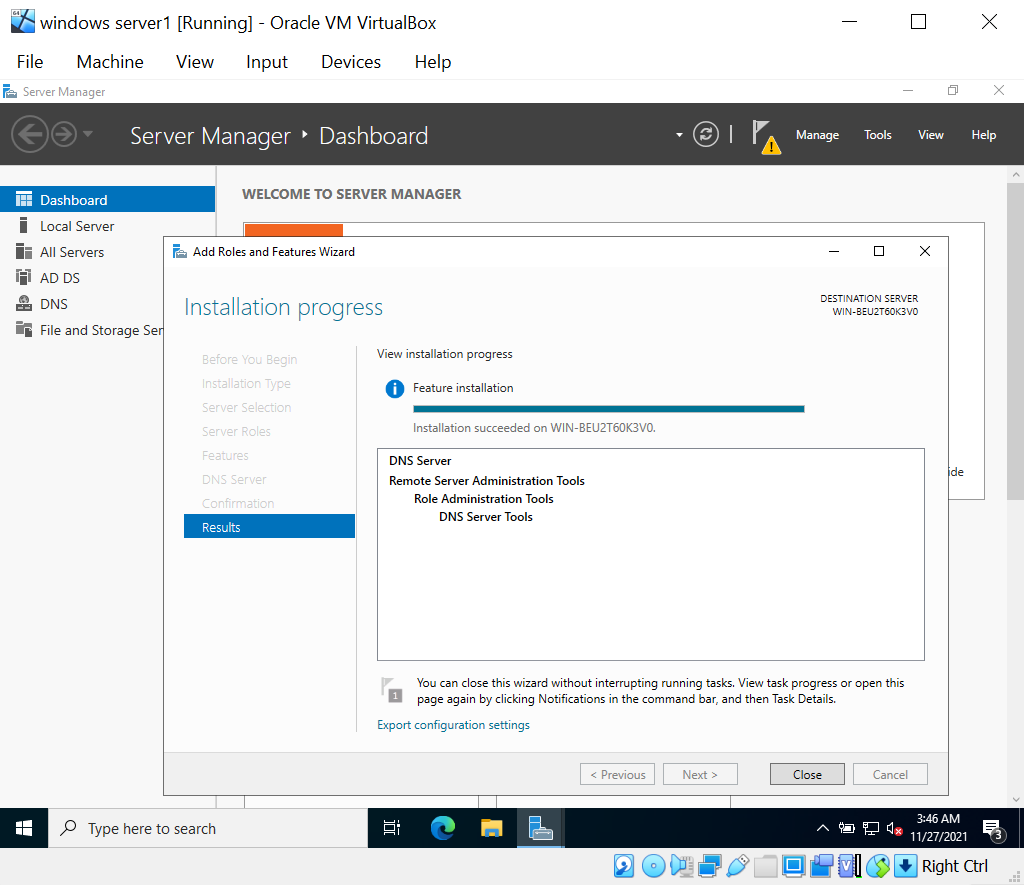 windows server1 [Running] - Oracle VM VirtualBox
File Machine View Input Devices Help
Server Manager
Server Manager Dashboard
Manage Tools View Help
Dashboard
Local Server
All Servers
AD DS
DNS
File and Storage Ser
WELCOME TO SERVER MANAGER
Add Roles and Features Wizard
Installation progress
DESTINATION SERVER
WIN-BEU2T60K3V0
Before You Begin
Installation Type
Server Selection
Server Roles
Features
DNS Server
Confirmation
Results
View installation progress
Feature installation
Installation succeeded on WIN-BEU2T60K3V0.
DNS Server
Remote Server Administration Tools
Role Administration Tools
DNS Server Tools
ide
1
You can close this wizard without interrupting running tasks. View task progress or open this
page again by clicking Notifications in the command bar, and then Task Details.
Export configuration settings
< Previous Next > Close Cancel
Type here to search
3:46 AM
11/27/2021
3
Right Ctrl